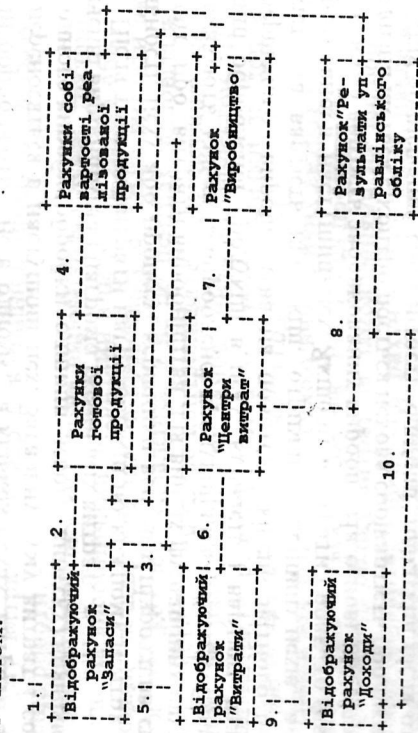 1.
Відображуючий
рахунок
"Запаси"
2.
Рахунки
готової
продукції
4.
Рахунки собі-
вартості реа-
лізованої
продукції
5.
3.
Відображуючий
рахунок
"Витрати"
6.
Рахунок
"Центри
витрат"
7.
Рахунок
"Виробництво"
9.
Відображуючий
рахунок
"Доходи"
8.
Рахунок"Ре-
зультати уп
равлінського
обліку
10.